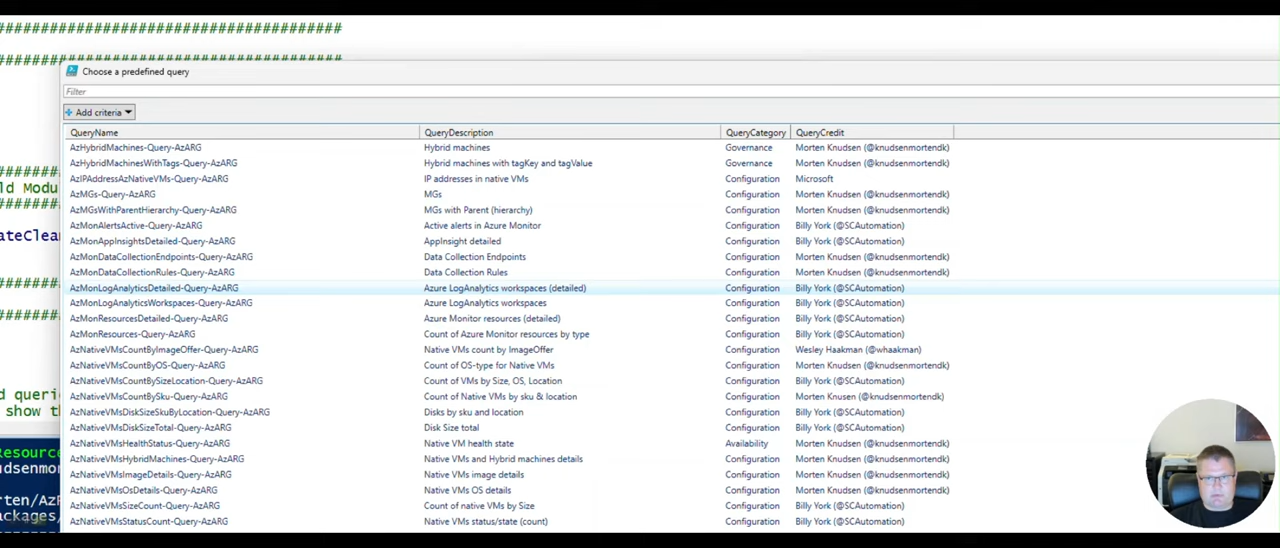 ######################################
######################################
Choose a predefined query
Filter
Add criteria
QueryName QueryDescription QueryCategory QueryCredit
AzHybridMachines-Query-AzARG Hybrid machines Governance Morten Knudsen (@knudsenmortendk)
AzHybridMachinesWithTags-Query-AzARG Hybrid machines with tagKey and tagValue Governance Morten Knudsen (@knudsenmortendk)
AzIPAddressAzNativeVMs-Query-AzARG IP addresses in native VMs Configuration Microsoft
AzMGs-Query-AzARG MGs Configuration Morten Knudsen (@knudsenmortendk)
AzMGsWithParentHierarchy-Query-AzARG MGs with Parent (hierarchy) Configuration Morten Knudsen (@knudsenmortendk)
AzMonAlertsActive-Query-AzARG Active alerts in Azure Monitor Configuration Billy York (@SCAutomation)
AzMonAppInsightsDetailed-Query-AzARG AppInsight detailed Configuration Billy York (@SCAutomation)
AzMonDataCollectionEndpoints-Query-AzARG Data Collection Endpoints Configuration Morten Knudsen (@knudsenmortendk)
AzMonDataCollectionRules-Query-AzARG Data Collection Rules Configuration Morten Knudsen (@knudsenmortendk)
AzMonLogAnalyticsDetailed-Query-AzARG Azure LogAnalytics workspaces (detailed) Configuration Billy York (@SCAutomation)
AzMonLogAnalyticsWorkspaces-Query-AzARG Azure LogAnalytics workspaces Configuration Billy York (@SCAutomation)
AzMonResourcesDetailed-Query-AzARG Azure Monitor resources (detailed) Configuration Billy York (@SCAutomation)
AzMonResources-Query-AzARG Count of Azure Monitor resources by type Configuration Billy York (@SCAutomation)
AzNativeVMsCountByImageOffer-Query-AzARG Native VMs count by ImageOffer Configuration Wesley Haakman (@whaakman)
AzNativeVMsCountByOS-Query-AzARG Count of OS-type for Native VMs Configuration Morten Knudsen (@knudsenmortendk)
AzNativeVMsCountBySizeLocation-Query-AzARG Count of VMs by Size, OS, Location Configuration Billy York (@SCAutomation)
AzNativeVMsCountBySku-Query-AzARG Count of Native VMs by sku & location Configuration Morten Knusen (@knudsenmortendk)
AzNativeVMsDiskSizeSkuByLocation-Query-AzARG Disks by sku and location Configuration Billy York (@SCAutomation)
AzNativeVMsDiskSizeTotal-Query-AzARG Disk Size total Configuration Billy York (@SCAutomation)
AzNativeVMsHealthStatus-Query-AzARG Native VM health state Availability Morten Knudsen (@knudsenmortendk)
AzNativeVMsHybridMachines-Query-AzARG Native VMs and Hybrid machines details Configuration Morten Knudsen (@knudsenmortendk)
AzNativeVMsImageDetails-Query-AzARG Native VMs image details Configuration Morten Knudsen (@knudsenmortendk)
AzNativeVMsOsDetails-Query-AzARG Native VMs OS details Configuration Morten Knudsen (@knudsenmortendk)
AzNativeVMsSizeCount-Query-AzARG Count of native VMs by Size Configuration Billy York (@SCAutomation)
AzNativeVMsStatusCount-Query-AzARG Native VMs status/state (count) Configuration Billy York (@SCAutomation)
#######
ld Modu
#######
ateClea
#######
#######
d queri
show th
Resource
udsenmor
rten/AzR
ackages/